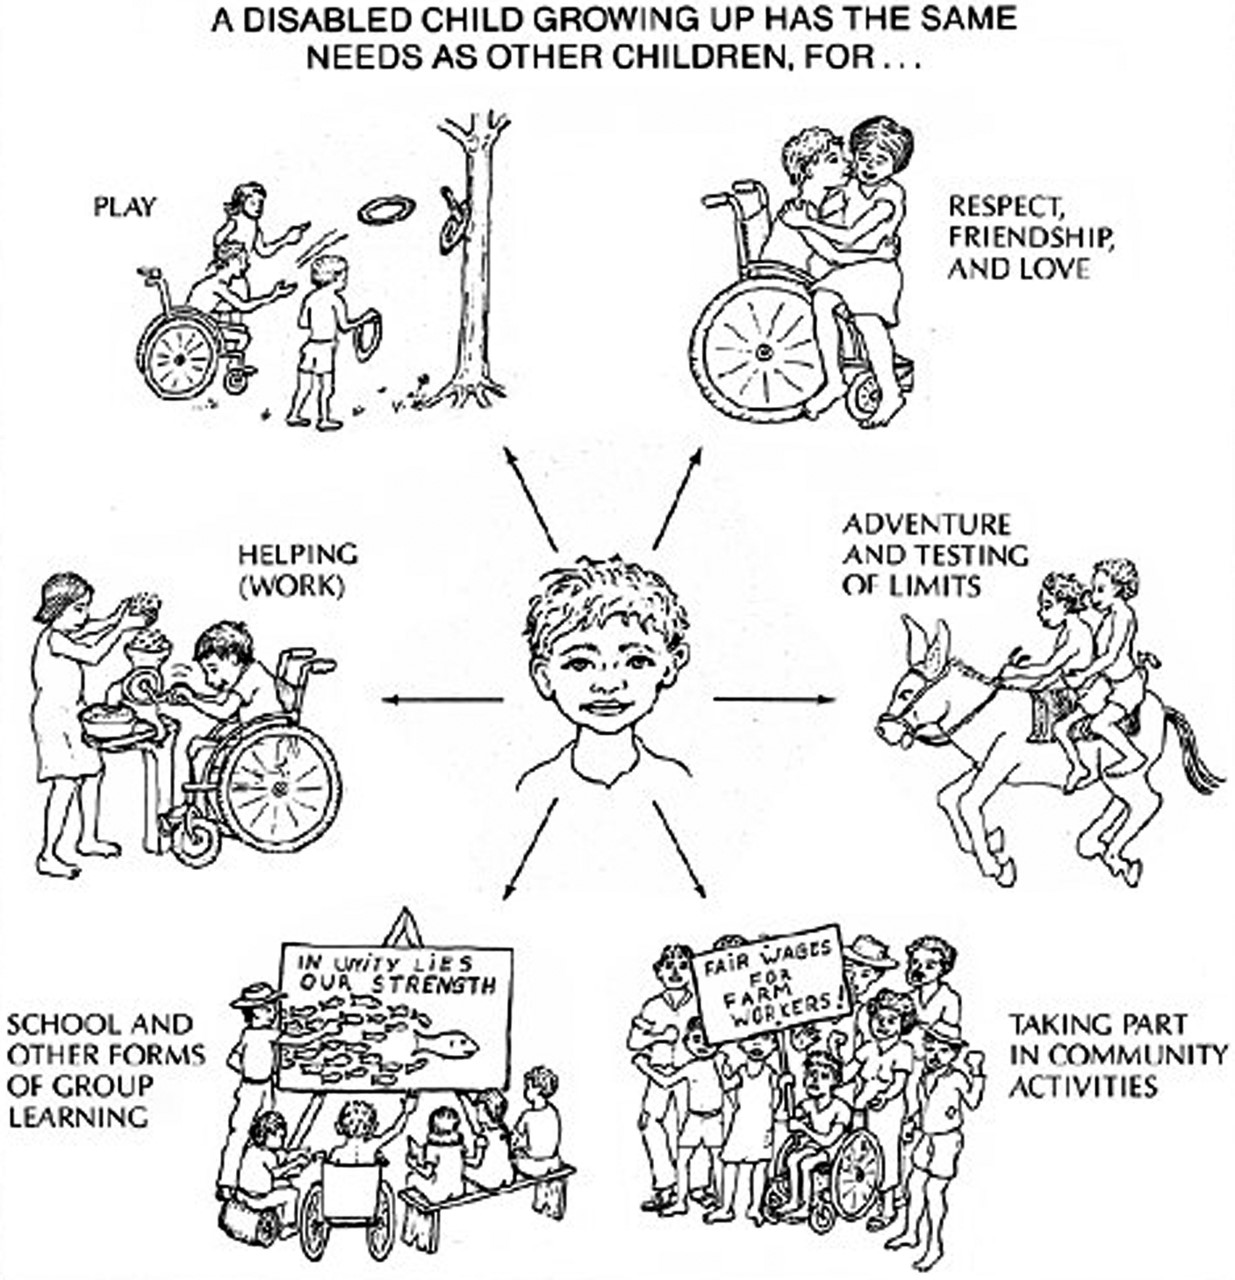 A DISABLED CHILD GROWING UP HAS THE SAME
NEEDS AS OTHER CHILDREN, FOR...
PLAY
RESPECT,
FRIENDSHIP,
AND LOVE
HELPING
(WORK)
ADVENTURE
AND TESTING
OF LIMITS
IN UNITY LIES
OUR STRENGTH
SCHOOL AND
OTHER FORMS
OF GROUP
LEARNING
FAIR WAGES
FOR
FARM
WORKERS!
TAKING PART
IN COMMUNITY
ACTIVITIES